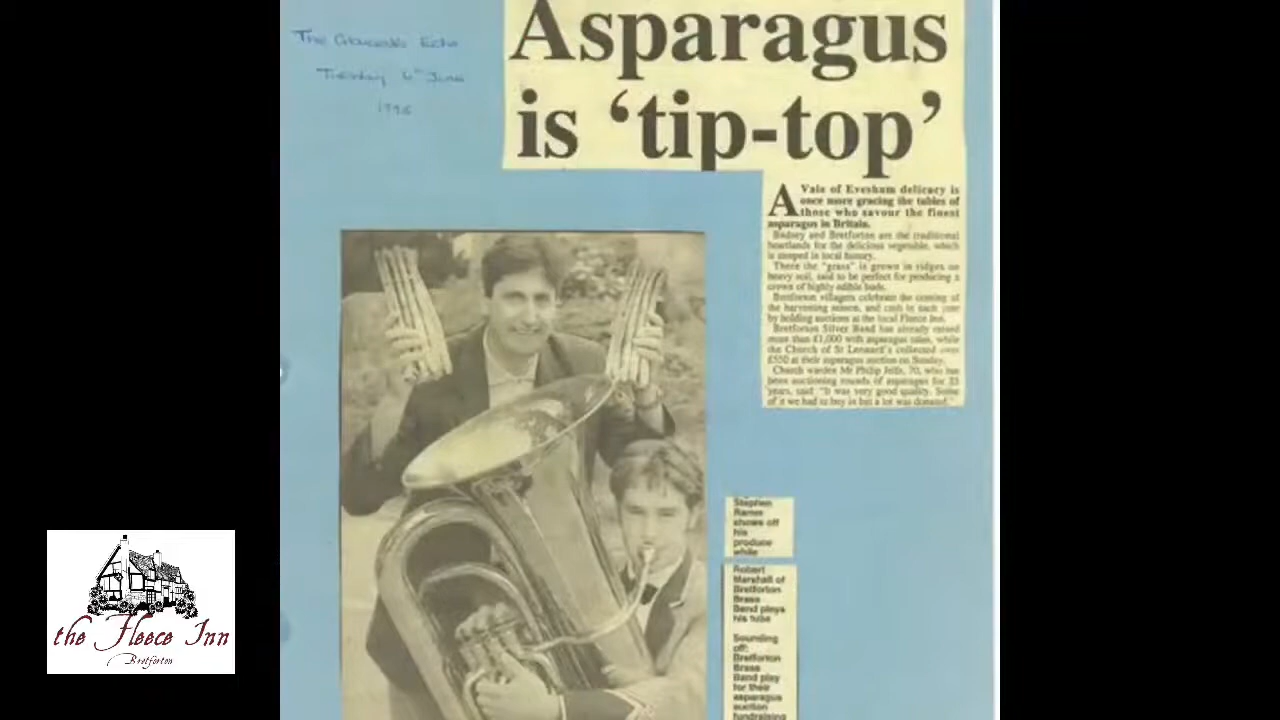 The Gloucester Echo
Tuesday 6th June
Asparagus
is ‘tip-top’
A Vale of Evesham delicacy is
once more gracing the tables of
those who savour the finest
asparagus in Britain.
Badsey and Bretforton are the traditional
heartlands for the delicious vegetable, which
is steeped in local history.
There the "grass" is grown in ridges on
heavy soil, said to be perfect for producing a
crown of highly edible buds.
Bretforton villagers celebrate the coming of
the harvesting season, and cash in each year
by holding auctions at the local Fleece Inn.
Bretforton Silver Band has already raised
more than £1,000 with asparagus sales, while
the Church of St Leonard's collected over
£550 at their asparagus auction on Sunday.
Church warden Mr Philip Jelfs, 70, who has
been auctioning rounds of asparagus for 23
years, said: "It was very good quality. Some
of it we had to buy in but a lot was donated."
Stephen
shows off
his
produce
while
Robert
Marshall of
Bretforton
Brass
Band plays
his tuba
Sounding
off:
Bretforton
Brass
Band play
for their
asparagus
auction
fundraising
the Fleece Inn
Bretforton